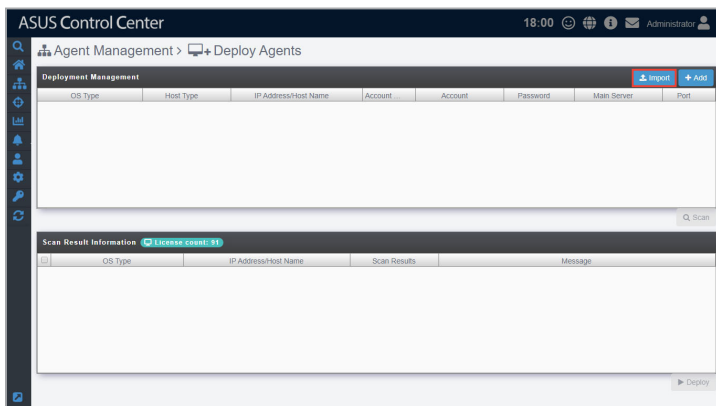 ASUS Control Center
18:00
Administrator
Agent Management > Deploy Agents
Deployment Management
Import
Add
OS Type Host Type IP Address/Host Name Account ... Account Password Main Server Port
Scan
Scan Result Information License count: 91
OS Type IP Address/Host Name Scan Results Message
Deploy